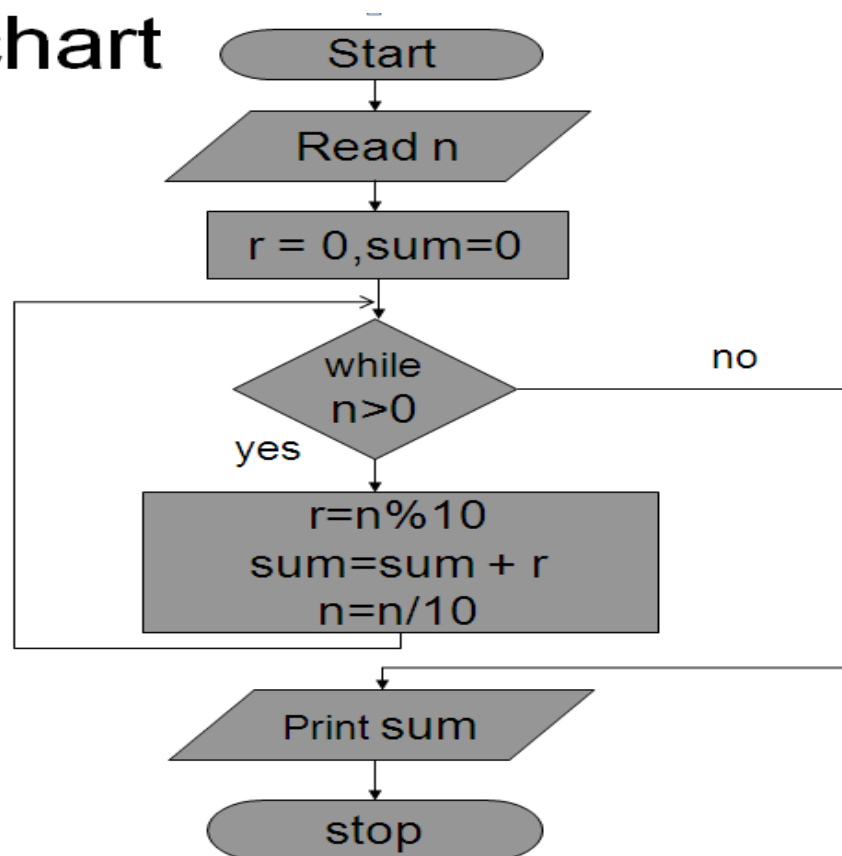 chart
Start
Read n
r = 0,sum=0
while
n>0
no
yes
r=n%10
sum=sum + r
n=n/10
Print sum
stop